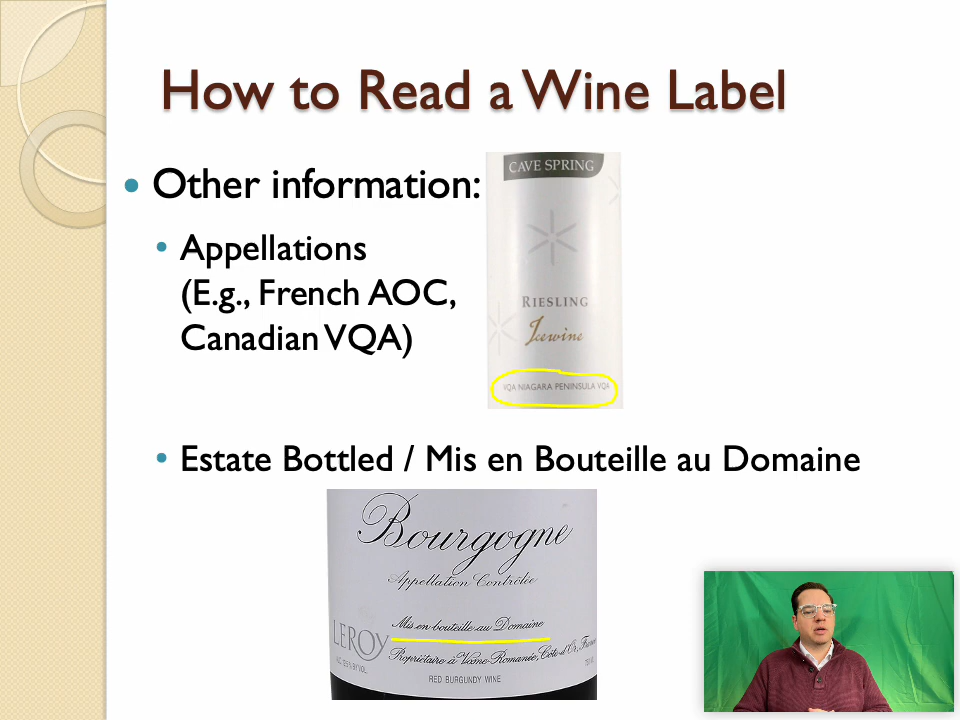 How to Read a Wine Label
Other information:
Appellations
(E.g., French AOC,
Canadian VQA)
CAVE SPRING
RIESLING
Icewine
VQA NIAGARA PENINSULA VQA
Estate Bottled / Mis en Bouteille au Domaine
Bourgogne
Appellation Contrôlée
Mis en bouteille au Domaine
LEROY
Propriétaire à Vosne-Romanée, Côte-d'Or, France
RED BURGUNDY WINE